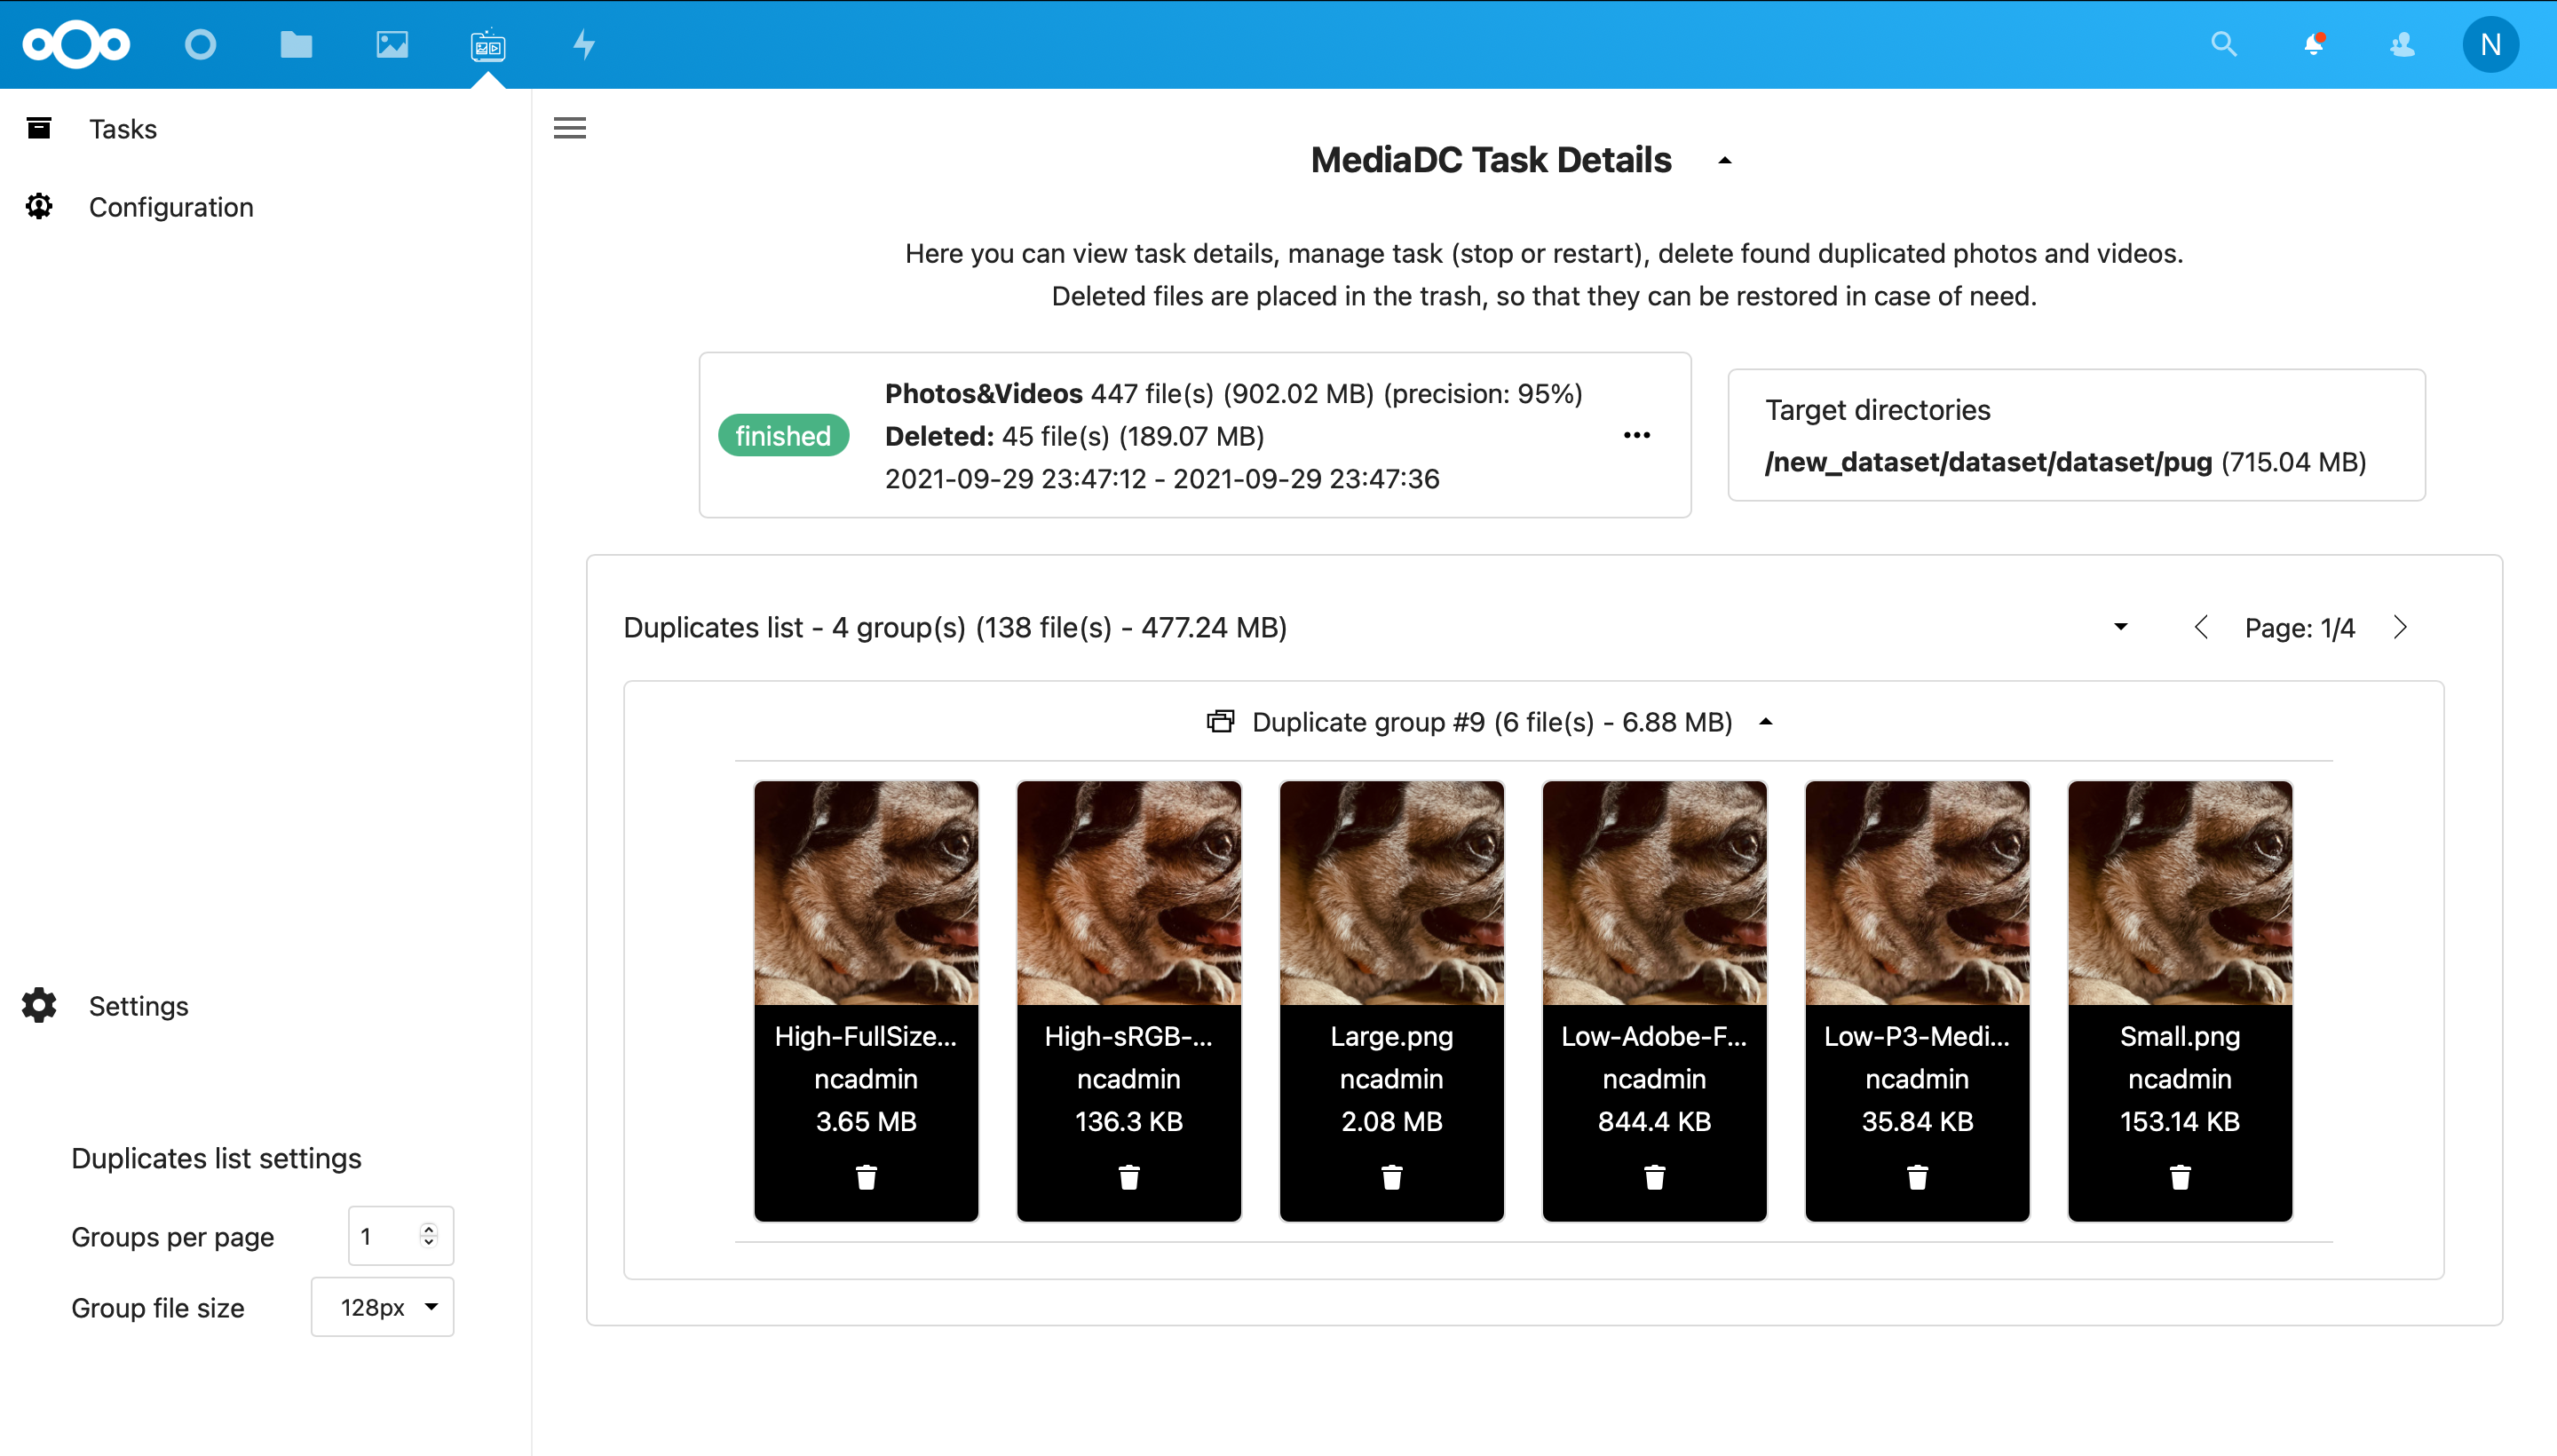 N
Tasks
Configuration
MediaDC Task Details
Here you can view task details, manage task (stop or restart), delete found duplicated photos and videos.
Deleted files are placed in the trash, so that they can be restored in case of need.
finished
Photos&Videos 447 file(s) (902.02 MB) (precision: 95%)
Deleted: 45 file(s) (189.07 MB)
2021-09-29 23:47:12 - 2021-09-29 23:47:36
Target directories
/new_dataset/dataset/dataset/pug (715.04 MB)
Duplicates list - 4 group(s) (138 file(s) - 477.24 MB)
Page: 1/4
Duplicate group #9 (6 file(s) - 6.88 MB)
High-FullSize...
ncadmin
3.65 MB
High-sRGB-...
ncadmin
136.3 KB
Large.png
ncadmin
2.08 MB
Low-Adobe-F...
ncadmin
844.4 KB
Low-P3-Medi...
ncadmin
35.84 KB
Small.png
ncadmin
153.14 KB
Settings
Duplicates list settings
Groups per page 1
Group file size 128px